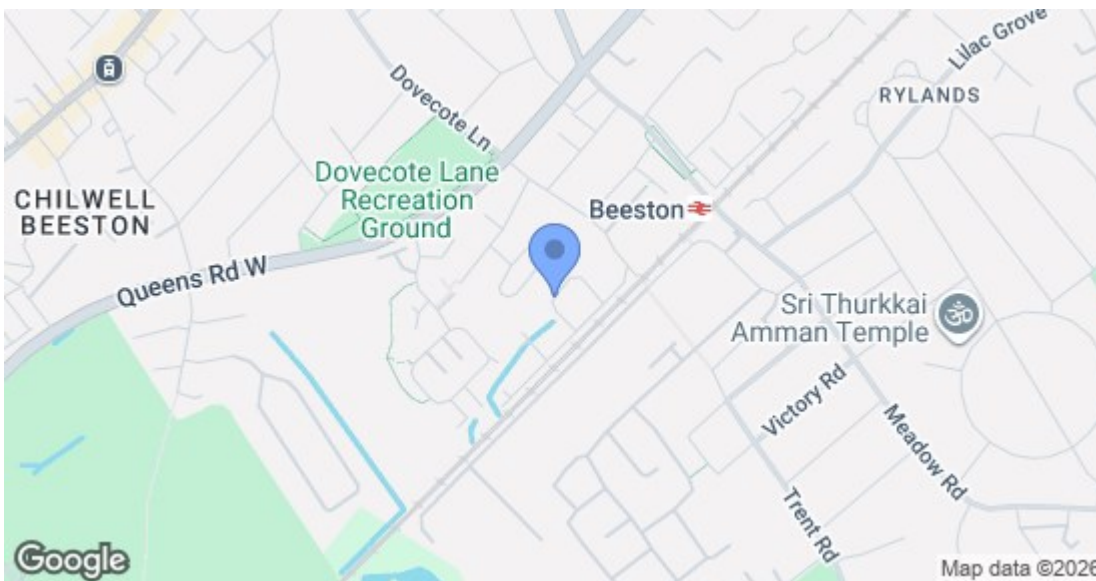 Lilac Grove
RYLANDS
Dovecote Ln
Dovecote Lane
Recreation
Ground
CHILWELL
BEESTON
Beeston
Queens Rd W
Sri Thurkkai
Amman Temple
ॐ
Victory Rd
Meadow Rd
Trent Rd
Google
Map data ©2026